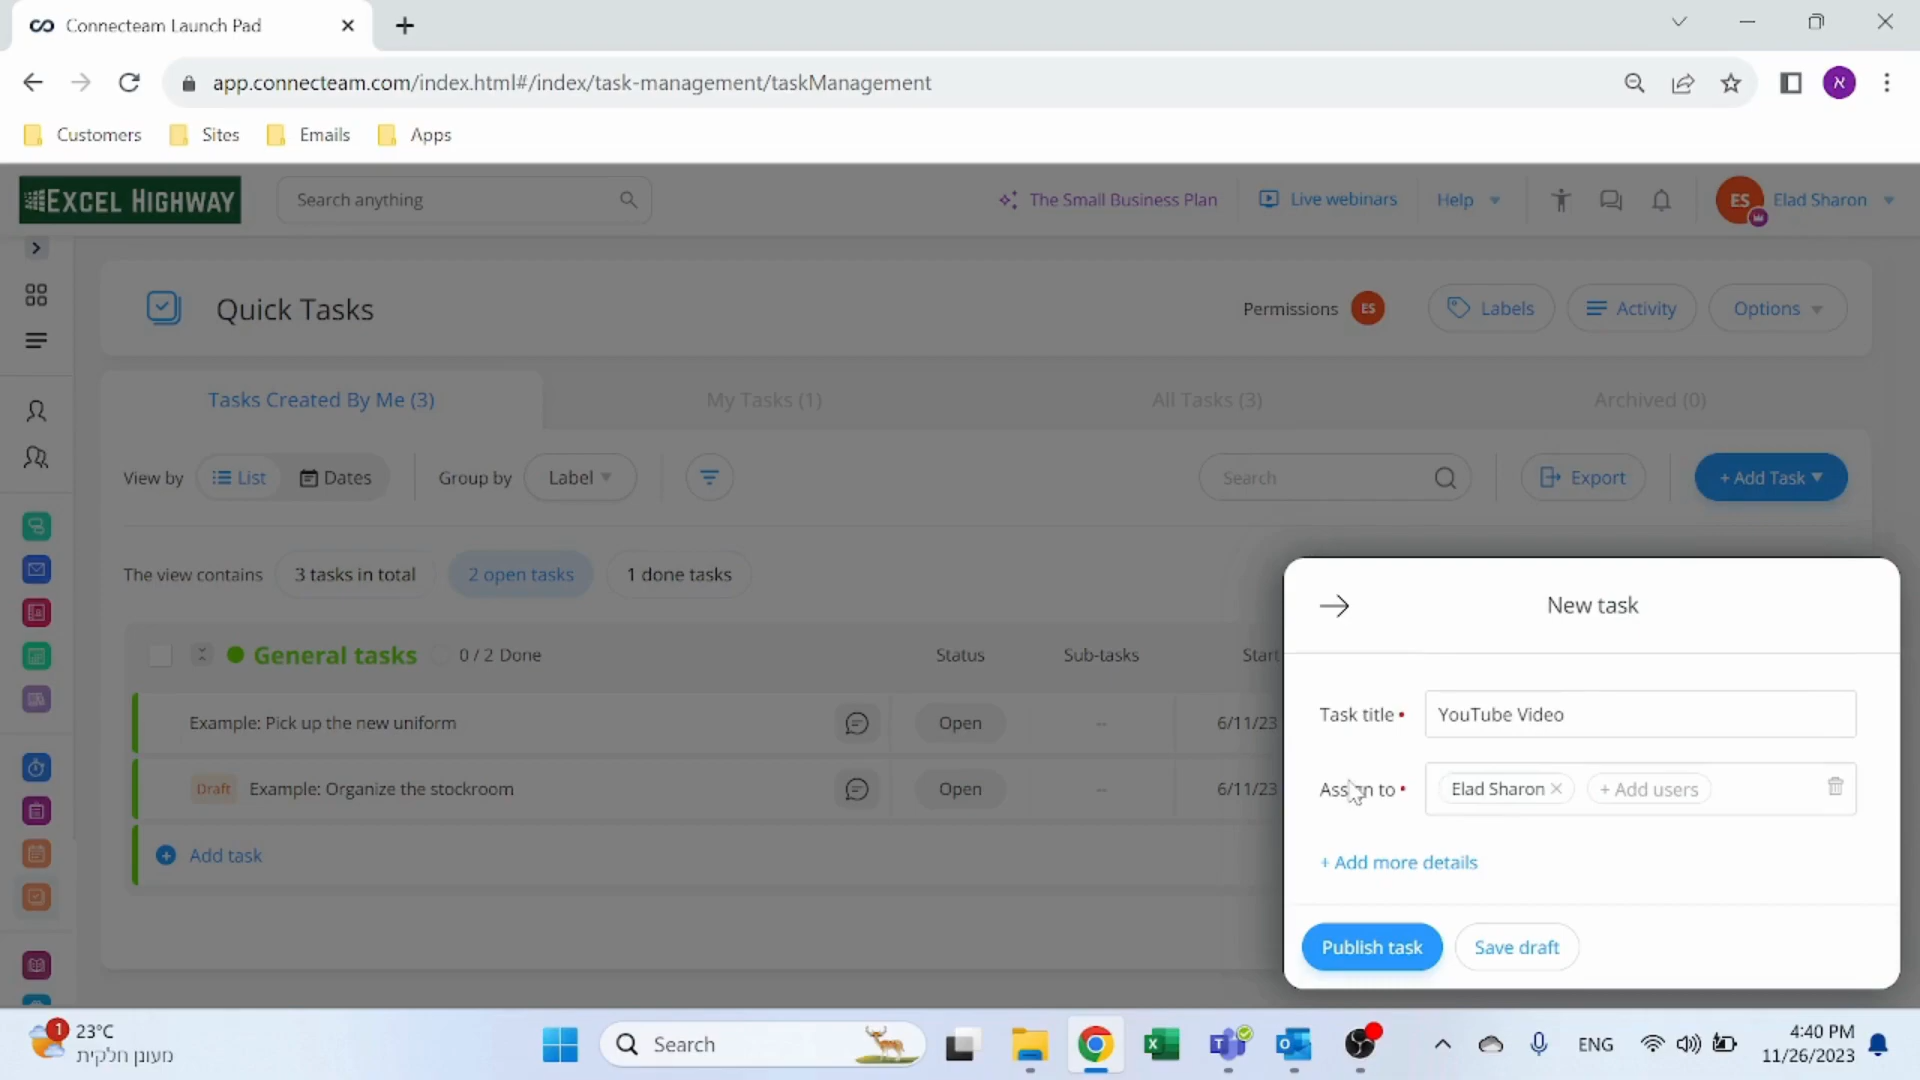 Connecteam Launch Pad
app.connecteam.com/index.html#/index/task-management/taskManagement
א
Customers Sites Emails Apps
EXCEL HIGHWAY Search anything The Small Business Plan Live webinars Help ES Elad Sharon
Quick Tasks Permissions ES Labels Activity Options
Tasks Created By Me (3) My Tasks (1) All Tasks (3) Archived (0)
View by List Dates Group by Label Search Export + Add Task
The view contains 3 tasks in total 2 open tasks 1 done tasks
General tasks 0 / 2 Done Status Sub-tasks Start
Example: Pick up the new uniform Open -- 6/11/23
Draft Example: Organize the stockroom Open -- 6/11/23
Add task
New task
Task title • YouTube Video
Assign to • Elad Sharon + Add users
+ Add more details
Publish task Save draft
1 23°C
מעונן חלקית
Search
ENG
4:40 PM
11/26/2023